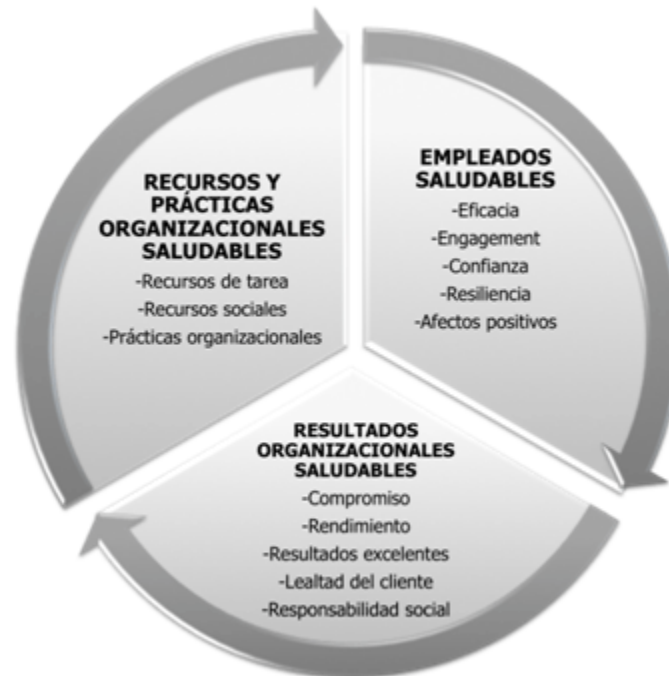 RECURSOS Y
PRÁCTICAS
ORGANIZACIONALES
SALUDABLES
-Recursos de tarea
-Recursos sociales
-Prácticas organizacionales
EMPLEADOS
SALUDABLES
-Eficacia
-Engagement
-Confianza
-Resiliencia
-Afectos positivos
RESULTADOS
ORGANIZACIONALES
SALUDABLES
-Compromiso
-Rendimiento
-Resultados excelentes
-Lealtad del cliente
-Responsabilidad social